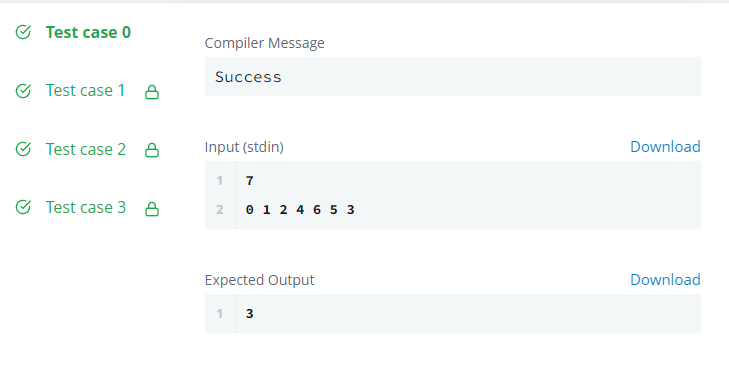 Test case 0
Test case 1
Test case 2
Test case 3
Compiler Message
Success
Input (stdin)
Download
1 7
2 0 1 2 4 6 5 3
Expected Output
Download
1 3